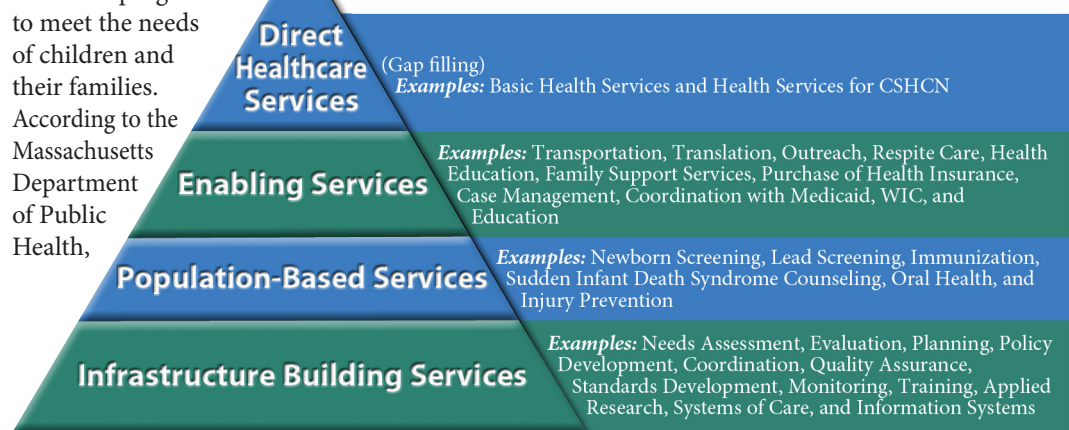 to meet the needs
of children and
their families.
According to the
Massachusetts
Department
of Public
Health,
Direct
Healthcare
Services
(Gap filling)
Examples: Basic Health Services and Health Services for CSHCN
Enabling Services
Examples: Transportation, Translation, Outreach, Respite Care, Health
Education, Family Support Services, Purchase of Health Insurance,
Case Management, Coordination with Medicaid, WIC, and
Education
Population-Based Services
Examples: Newborn Screening, Lead Screening, Immunization,
Sudden Infant Death Syndrome Counseling, Oral Health, and
Injury Prevention
Infrastructure Building Services
Examples: Needs Assessment, Evaluation, Planning, Policy
Development, Coordination, Quality Assurance,
Standards Development, Monitoring, Training, Applied
Research, Systems of Care, and Information Systems